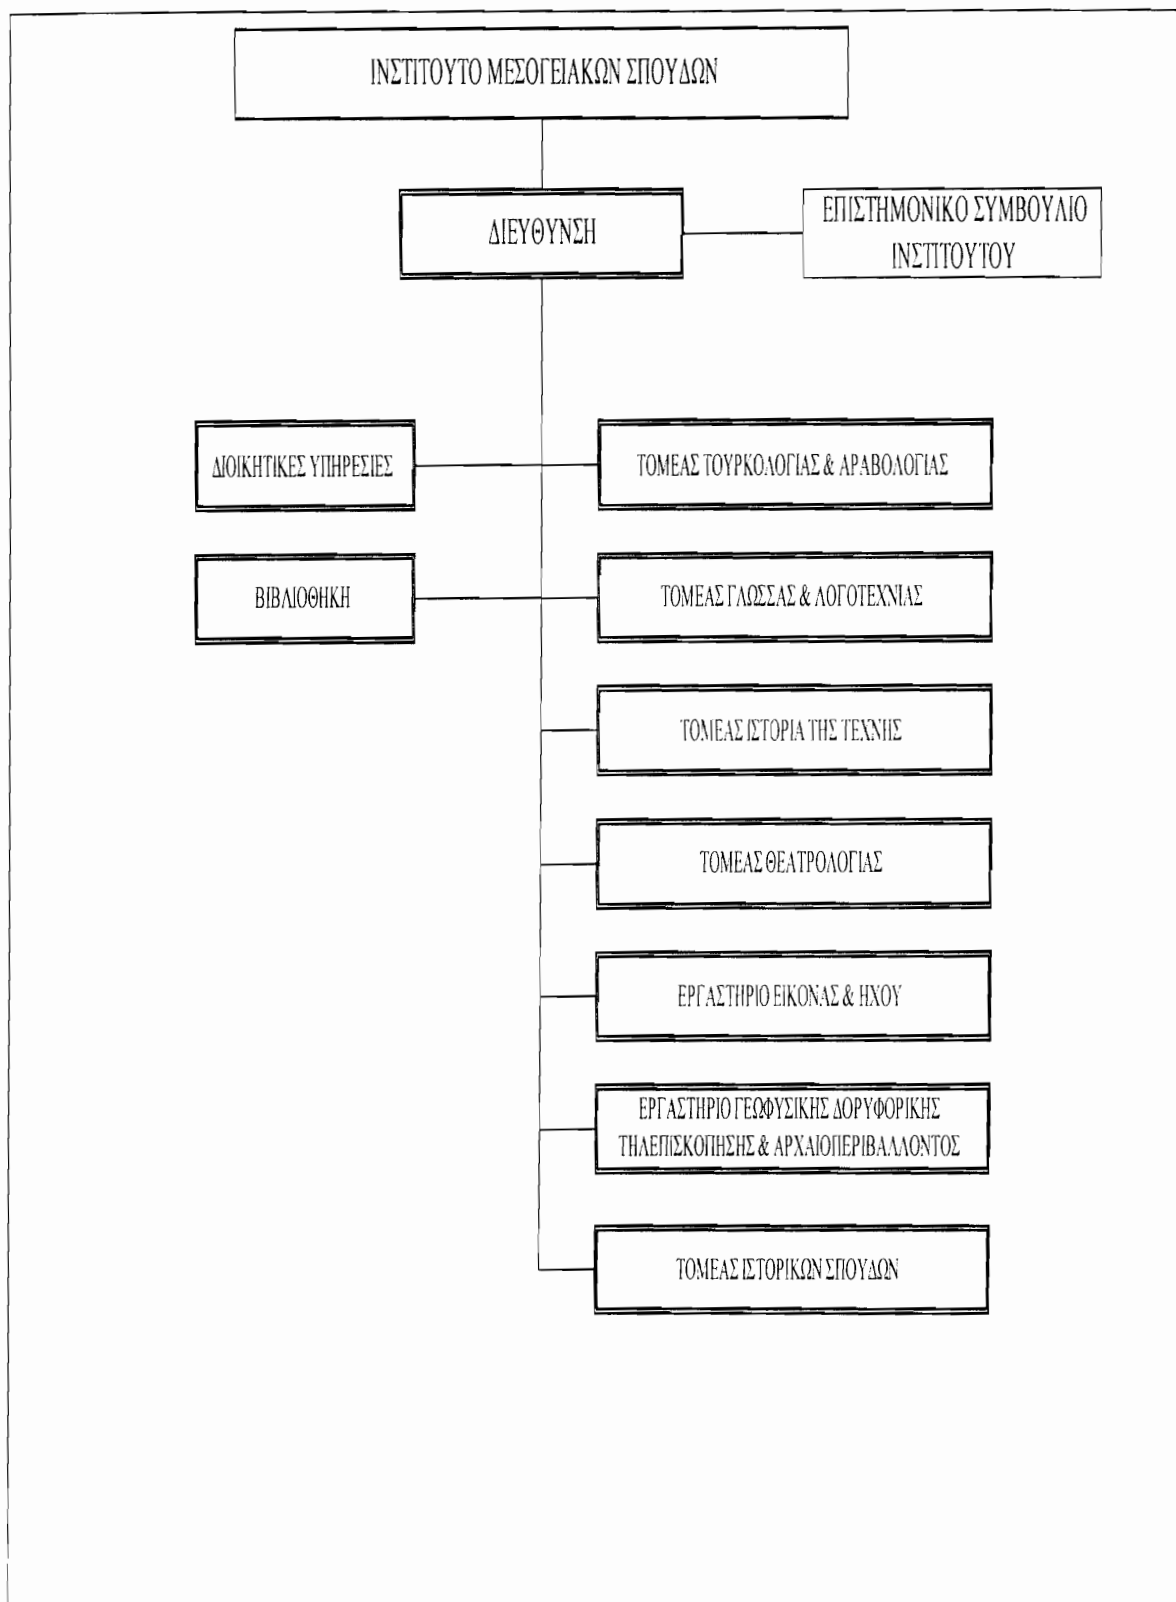 ΙΝΣΤΙΤΟΥΤΟ ΜΕΣΟΓΕΙΑΚΩΝ ΣΠΟΥΔΩΝ
ΔΙΕΥΘΥΝΣΗ
ΕΠΙΣΤΗΜΟΝΙΚΟ ΣΥΜΒΟΥΛΙΟ
ΙΝΣΤΙΤΟΥΤΟΥ
ΔΙΟΙΚΗΤΙΚΕΣ ΥΠΗΡΕΣΙΕΣ
ΤΟΜΕΑΣ ΤΟΥΡΚΟΛΟΓΙΑΣ & ΑΡΑΒΟΛΟΓΙΑΣ
ΒΙΒΛΙΟΘΗΚΗ
ΤΟΜΕΑΣ ΓΛΩΣΣΑΣ & ΛΟΓΟΤΕΧΝΙΑΣ
ΤΟΜΕΑΣ ΙΣΤΟΡΙΑ ΤΗΣ ΤΕΧΝΗΣ
ΤΟΜΕΑΣ ΘΕΑΤΡΟΛΟΓΙΑΣ
ΕΡΓΑΣΤΗΡΙΟ ΕΙΚΟΝΑΣ & ΗΧΟΥ
ΕΡΓΑΣΤΗΡΙΟ ΓΕΩΦΥΣΙΚΗΣ ΔΟΡΥΦΟΡΙΚΗΣ
ΤΗΛΕΠΙΣΚΟΠΗΣΗΣ & ΑΡΧΑΙΟΠΕΡΙΒΑΛΛΟΝΤΟΣ
ΤΟΜΕΑΣ ΙΣΤΟΡΙΚΩΝ ΣΠΟΥΔΩΝ